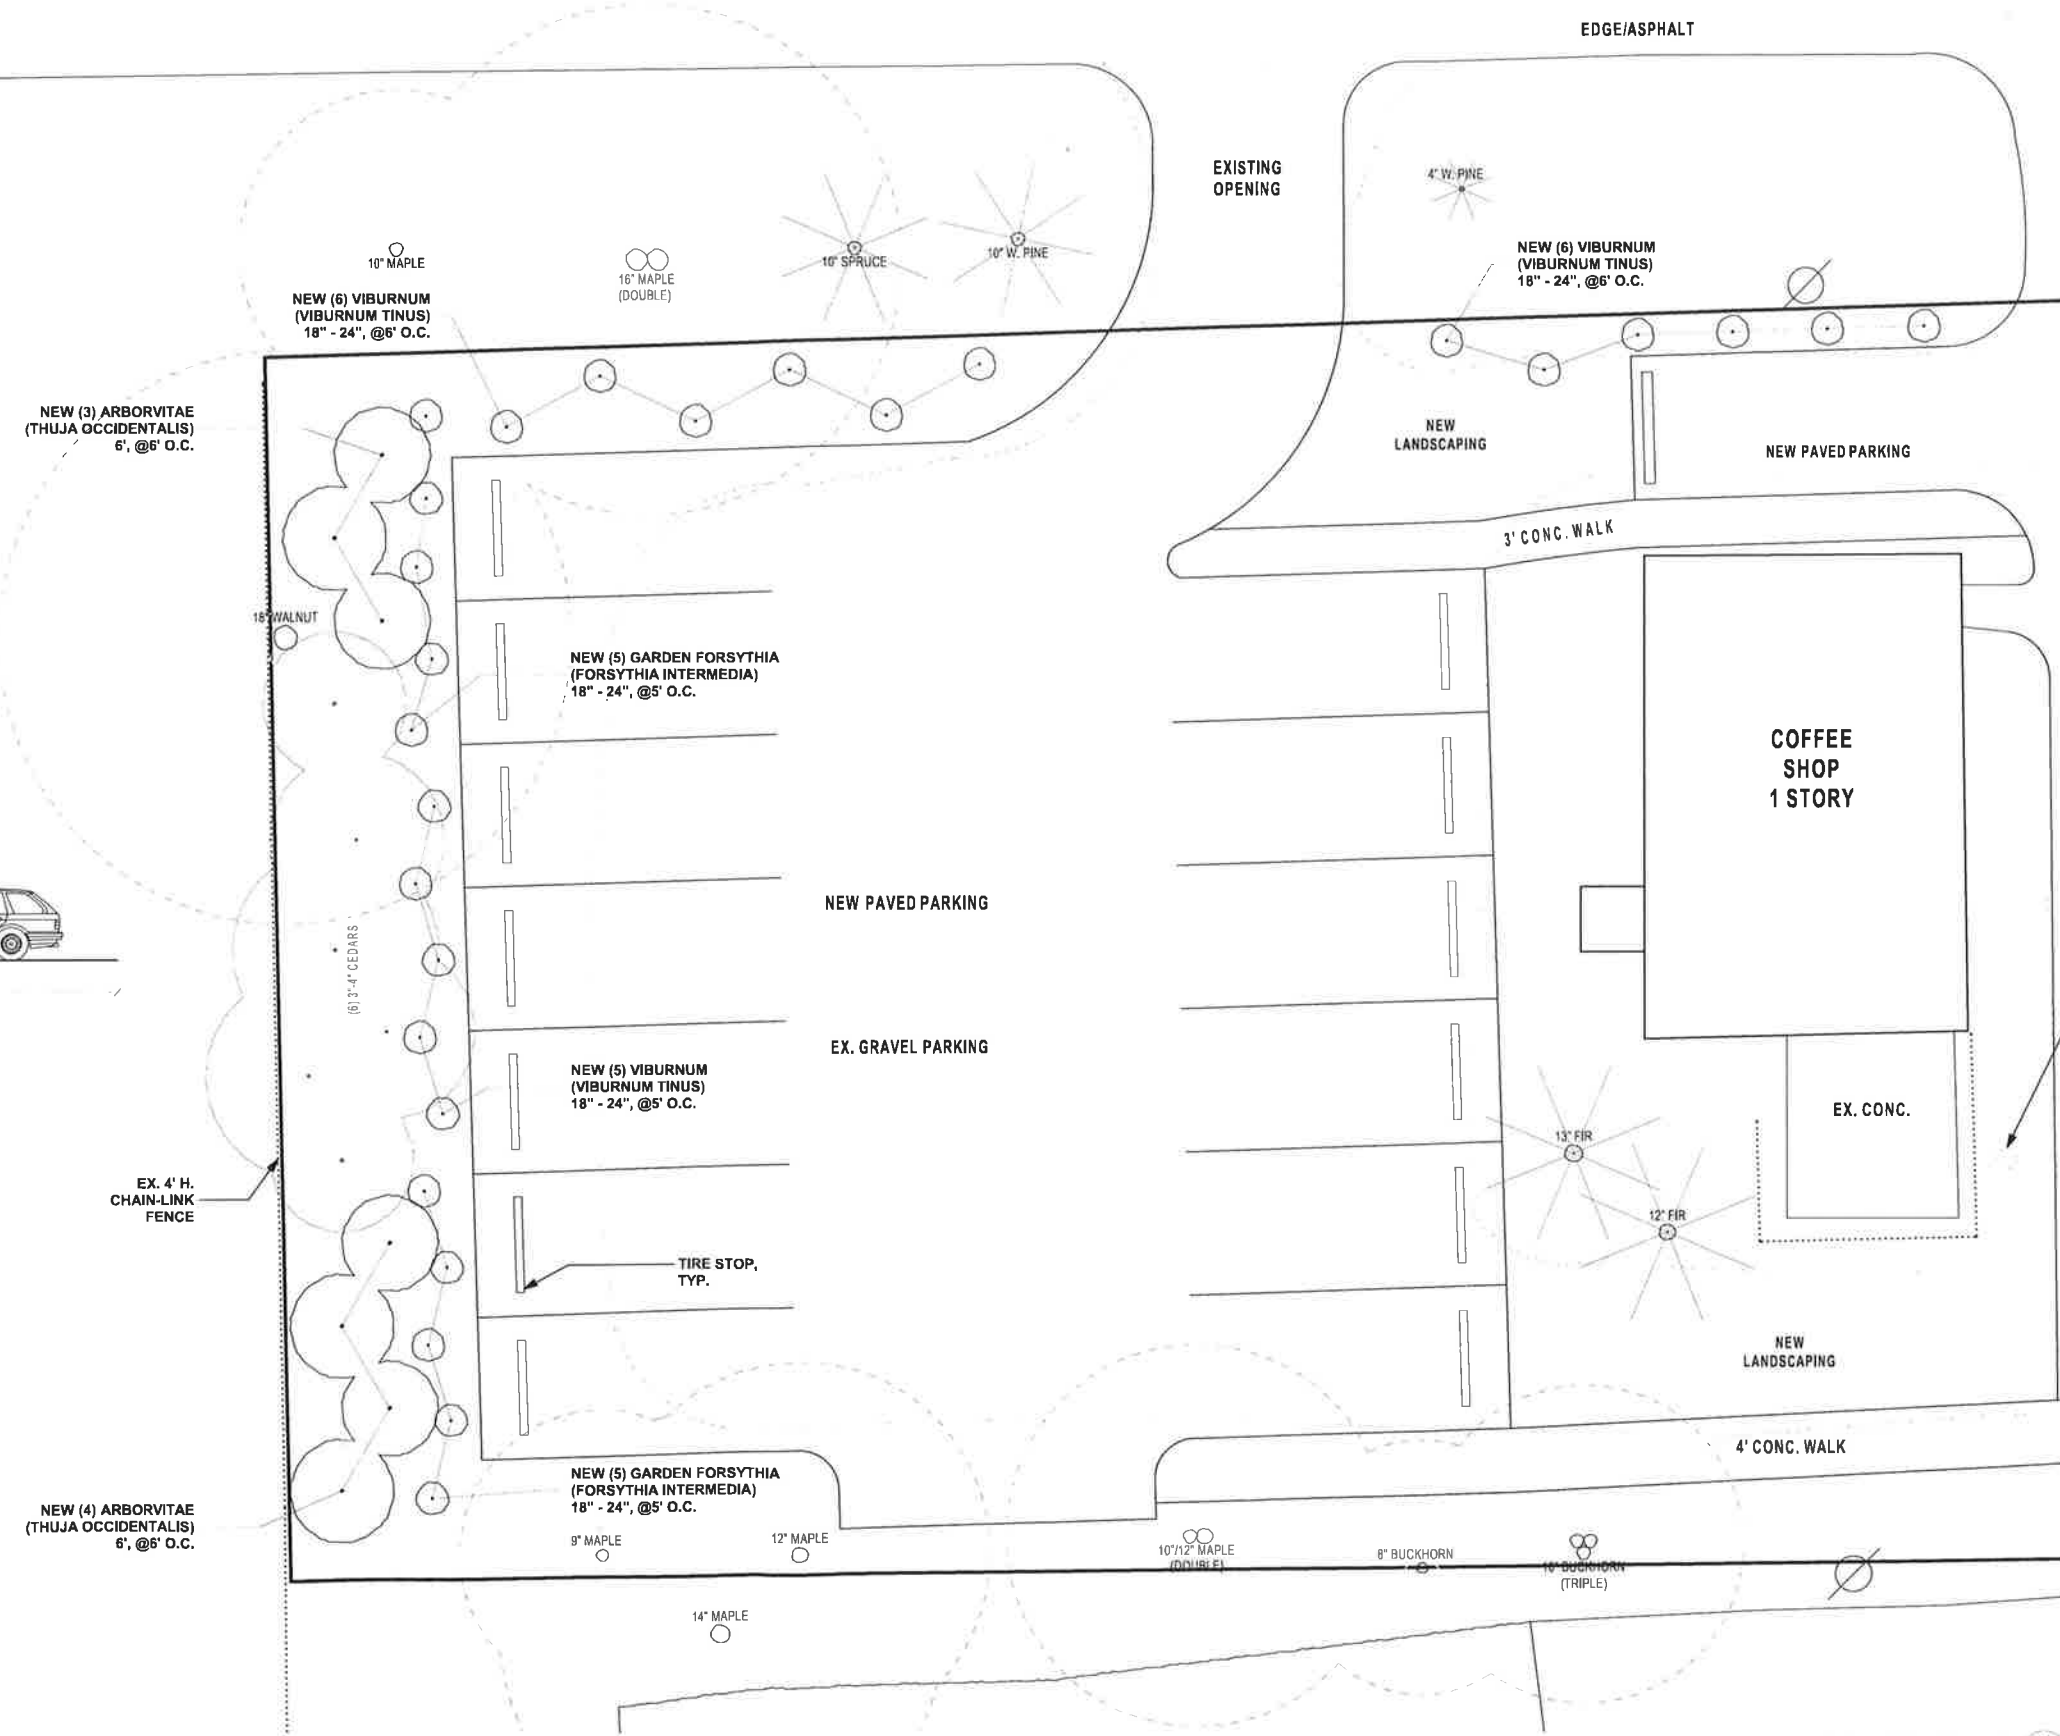 EDGE/ASPHALT
EXISTING
OPENING
4" W. PINE
10" MAPLE
16" MAPLE
(DOUBLE)
10" SPRUCE
10" W. PINE
NEW (6) VIBURNUM
(VIBURNUM TINUS)
18" - 24", @6' O.C.
NEW (6) VIBURNUM
(VIBURNUM TINUS)
18" - 24", @6' O.C.
NEW (3) ARBORVITAE
(THUJA OCCIDENTALIS)
6', @6' O.C.
NEW
LANDSCAPING
NEW PAVED PARKING
3' CONC. WALK
18" WALNUT
NEW (5) GARDEN FORSYTHIA
(FORSYTHIA INTERMEDIA)
18" - 24", @5' O.C.
COFFEE
SHOP
1 STORY
NEW PAVED PARKING
(6) 3"-4" CEDARS
EX. GRAVEL PARKING
NEW (5) VIBURNUM
(VIBURNUM TINUS)
18" - 24", @5' O.C.
EX. CONC.
13" FIR
12" FIR
EX. 4' H.
CHAIN-LINK
FENCE
TIRE STOP,
TYP.
NEW
LANDSCAPING
4' CONC. WALK
NEW (5) GARDEN FORSYTHIA
(FORSYTHIA INTERMEDIA)
18" - 24", @5' O.C.
NEW (4) ARBORVITAE
(THUJA OCCIDENTALIS)
6', @6' O.C.
9" MAPLE
12" MAPLE
10"/12" MAPLE
(DOUBLE)
8" BUCKHORN
16" BUCKHORN
(TRIPLE)
14" MAPLE